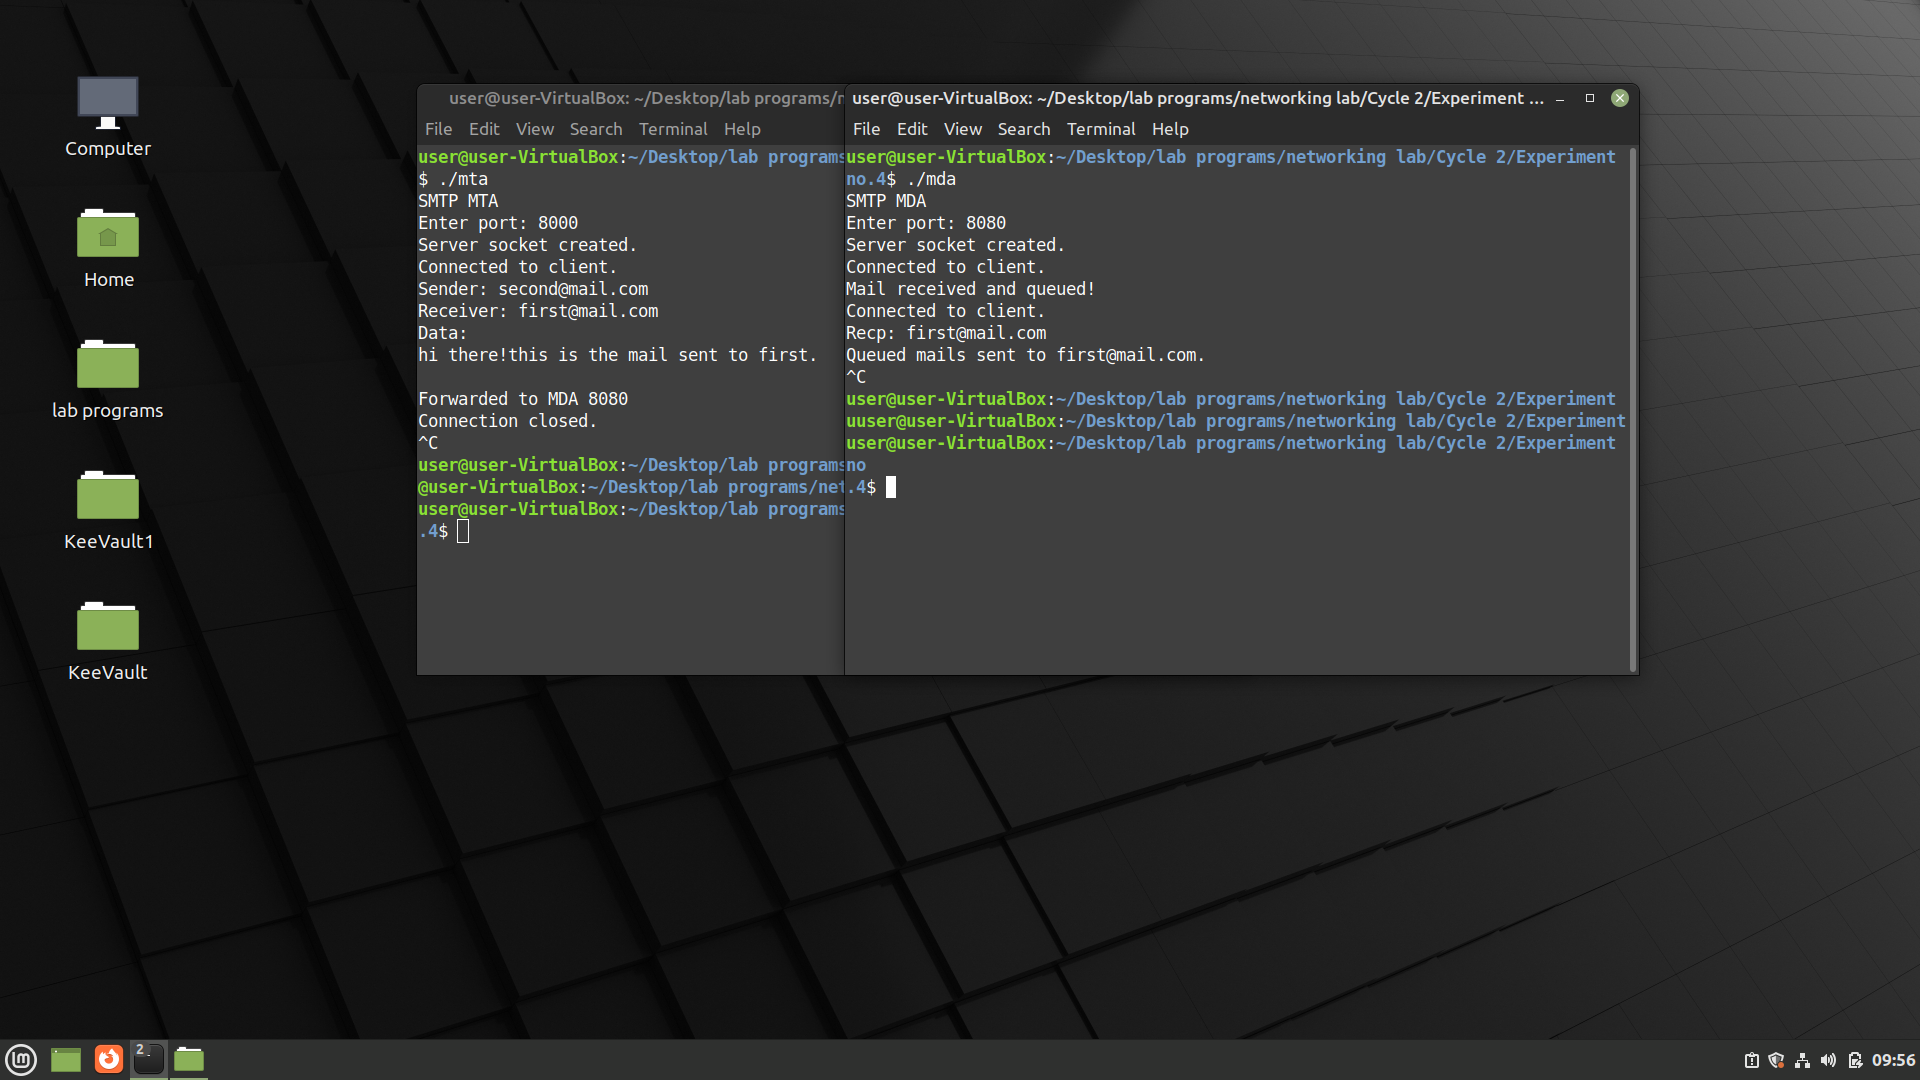 Computer
Home
lab programs
KeeVault1
KeeVault
user@user-VirtualBox: ~/Desktop/lab programs/
File Edit View Search Terminal Help
user@user-VirtualBox:~/Desktop/lab programs
$ ./mta
SMTP MTA
Enter port: 8000
Server socket created.
Connected to client.
Sender: second@mail.com
Receiver: first@mail.com
Data:
hi there!this is the mail sent to first.
Forwarded to MDA 8080
Connection closed.
^C
user@user-VirtualBox:~/Desktop/lab programs
@user-VirtualBox:~/Desktop/lab programs/net
user@user-VirtualBox:~/Desktop/lab programs
.4$
user@user-VirtualBox: ~/Desktop/lab programs/networking lab/Cycle 2/Experiment ...
File Edit View Search Terminal Help
user@user-VirtualBox:~/Desktop/lab programs/networking lab/Cycle 2/Experiment
no.4$ ./mda
SMTP MDA
Enter port: 8080
Server socket created.
Connected to client.
Mail received and queued!
Connected to client.
Recp: first@mail.com
Queued mails sent to first@mail.com.
^C
user@user-VirtualBox:~/Desktop/lab programs/networking lab/Cycle 2/Experiment
uuser@user-VirtualBox:~/Desktop/lab programs/networking lab/Cycle 2/Experiment
user@user-VirtualBox:~/Desktop/lab programs/networking lab/Cycle 2/Experiment
no
.4$
2
09:56